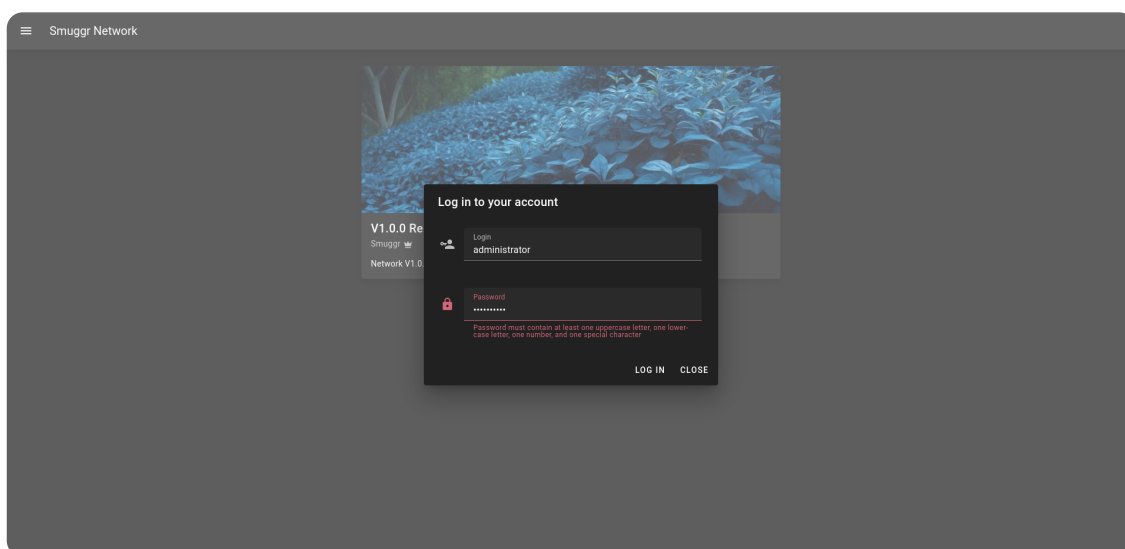 Smuggr Network
Log in to your account
V1.0.0 Re
Smuggr
Network V1.0.
Login
administrator
Password
••••••••••
Password must contain at least one uppercase letter, one lower-
case letter, one number, and one special character
LOG IN CLOSE